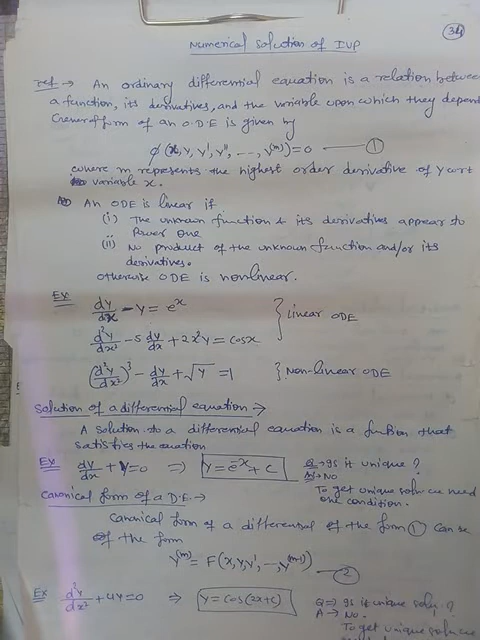 34
Numerical Solution of IVP
Def → An ordinary differential equation is a relation between
a function, its derivatives, and the variable upon which they depend.
General form of an O.D.E is given by
φ(x, y, y', y'', ..., y^(m)) = 0 — ①
where m represents the highest order derivative of y w.r.t
variable x.
An ODE is linear if
(i) The unknown function & its derivatives appear to
power one
(ii) No product of the unknown function and/or its
derivatives.
otherwise ODE is nonlinear.
Ex dy/dx - y = e^x } Linear ODE
d²y/dx² - 5 dy/dx + 2x²y = cosx
(d²y/dx²)³ - dy/dx + √y = 1 } Non-linear ODE
Solution of a differential equation →
A solution to a differential equation is a function that
satisfies the equation
Ex dy/dx + y = 0 ⇒ y = e^-x + c Q → Is it unique?
A → No
To get unique soln we need
one condition.
Canonical form of a D.E. →
Canonical form of a differential of the form ① can be
of the form
y^(m) = F(x, y, y', ..., y^(m-1)) — ②
Ex d²y/dx² + 4y = 0 ⇒ y = cos(2x+c) Q ⇒ Is it unique soln.?
A → No.
To get unique soln we